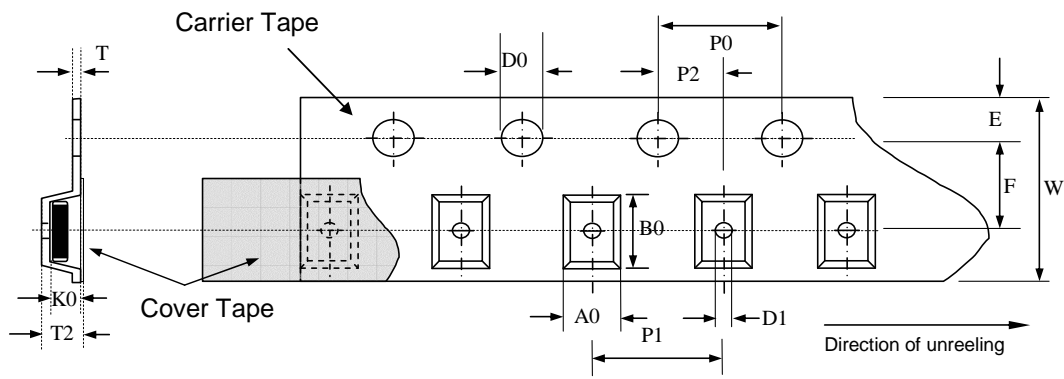 Carrier Tape
T
D0
P0
P2
E
W
F
B0
K0
T2
Cover Tape
A0
D1
P1
Direction of unreeling